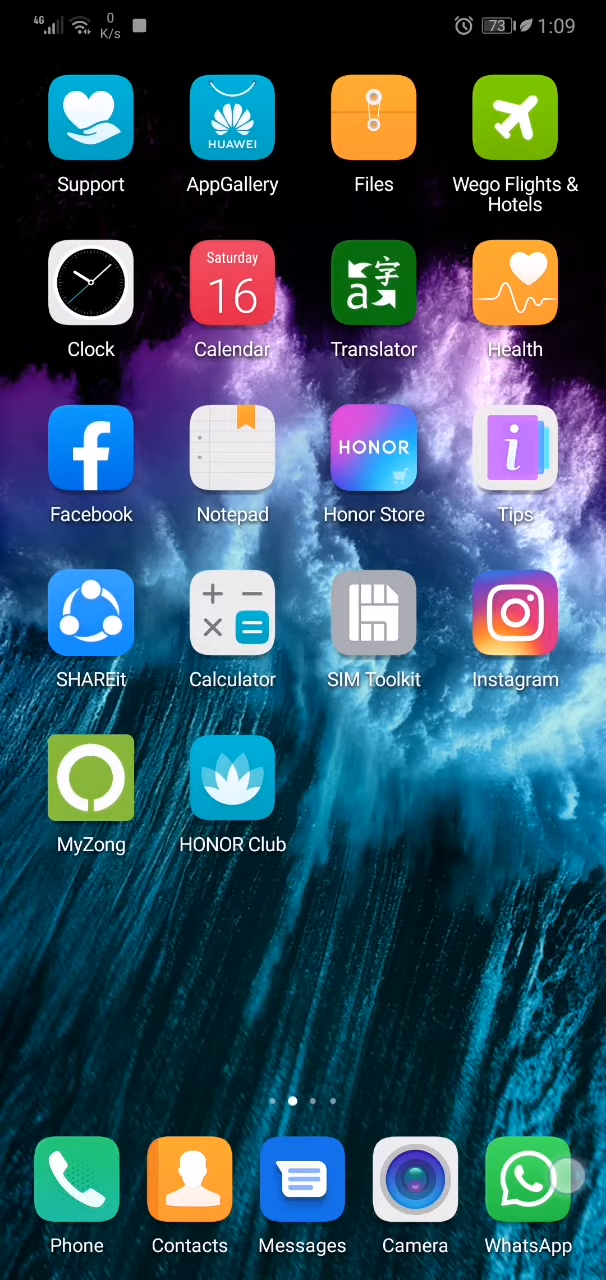 4G
0
K/s
73
1:09
HUAWEI
Support
AppGallery
Files
Wego Flights &
Hotels
Saturday
16
字
a
Clock
Calendar
Translator
Health
f
HONOR
i
Facebook
Notepad
Honor Store
Tips
SHAREit
Calculator
SIM Toolkit
Instagram
MyZong
HONOR Club
Phone
Contacts
Messages
Camera
WhatsApp